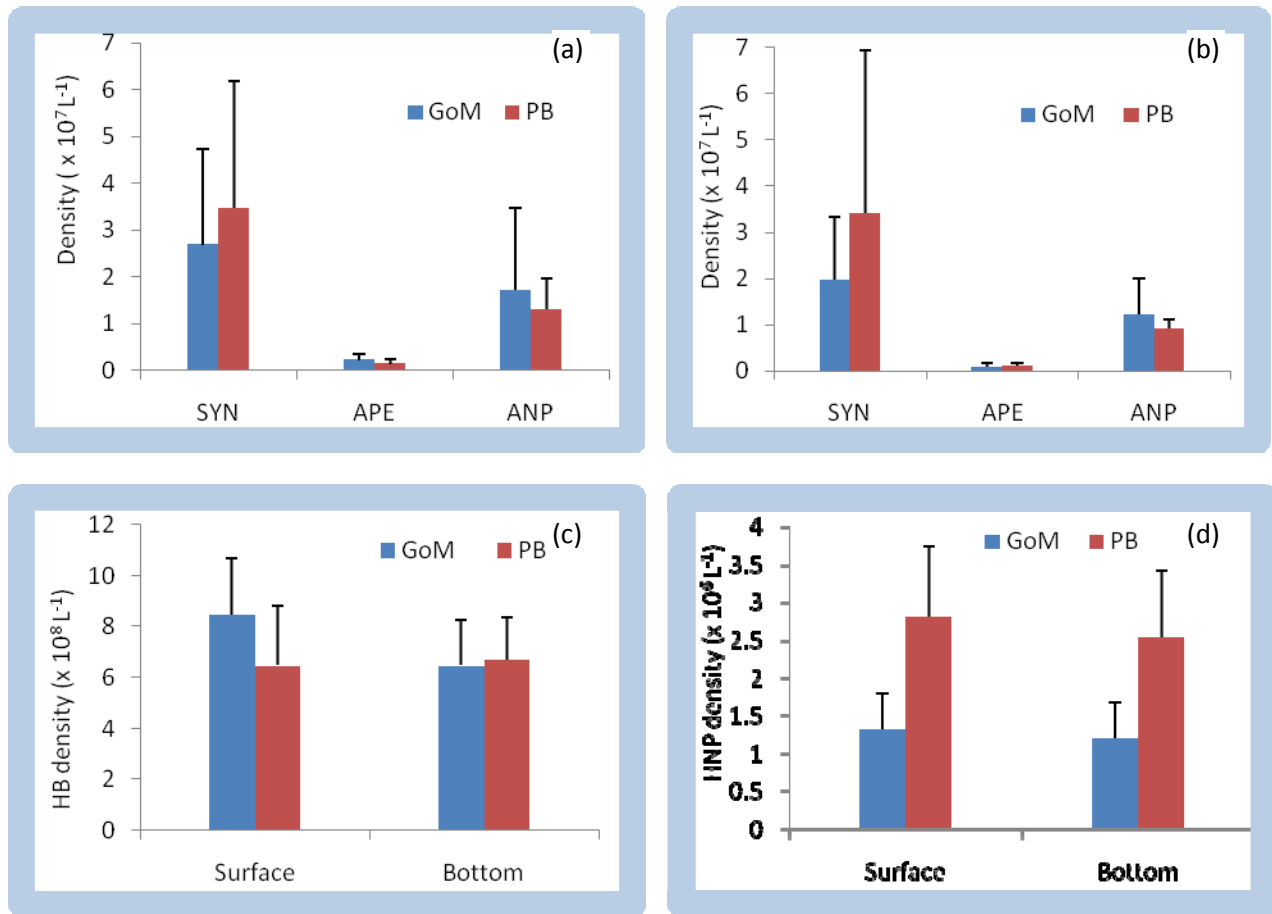 (a)
Density ( x 10⁷ L⁻¹)
7
6
5
4
3
2
1
0
GoM PB
SYN APE ANP
(b)
Density (x 10⁷ L⁻¹)
7
6
5
4
3
2
1
0
GoM PB
SYN APE ANP
(c)
HB density (x 10⁸ L⁻¹)
12
10
8
6
4
2
0
GoM PB
Surface Bottom
(d)
HNP density (x L⁻¹)
4
3.5
3
2.5
2
1.5
1
0.5
0
GoM PB
Surface Bottom